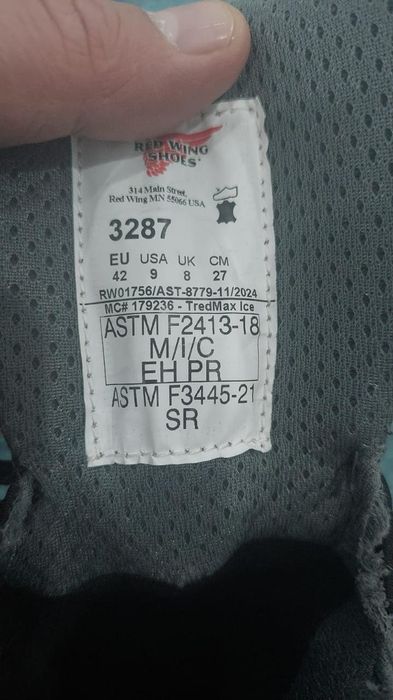 RED WING
SHOES®
314 Main Street,
Red Wing MN 55066 USA
3287
EU USA UK CM
42 9 8 27
RW01756/AST-8779-11/2024
MC# 179236 - TredMax Ice
ASTM F2413-18
M/I/C
EH PR
ASTM F3445-21
SR